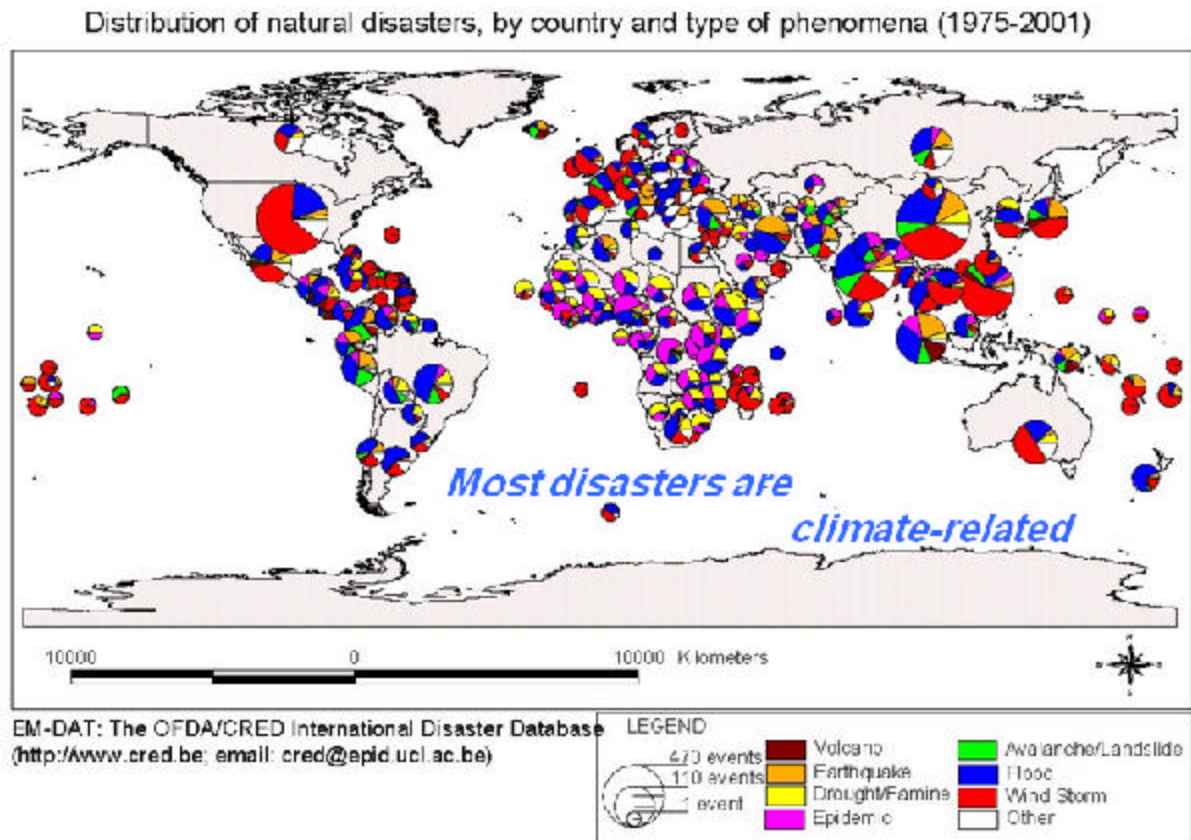 Distribution of natural disasters, by country and type of phenomena (1975-2001)
Most disasters are
climate-related
10000 0 10000 Kilometers
EM-DAT: The OFDA/CRED International Disaster Database
(http://www.cred.be; email: cred@epid.ucl.ac.be)
LEGEND
470 events
110 events
1 event
Volcano
Earthquake
Drought/Famine
Epidemic
Avalanche/Landslide
Flood
Wind Storm
Other